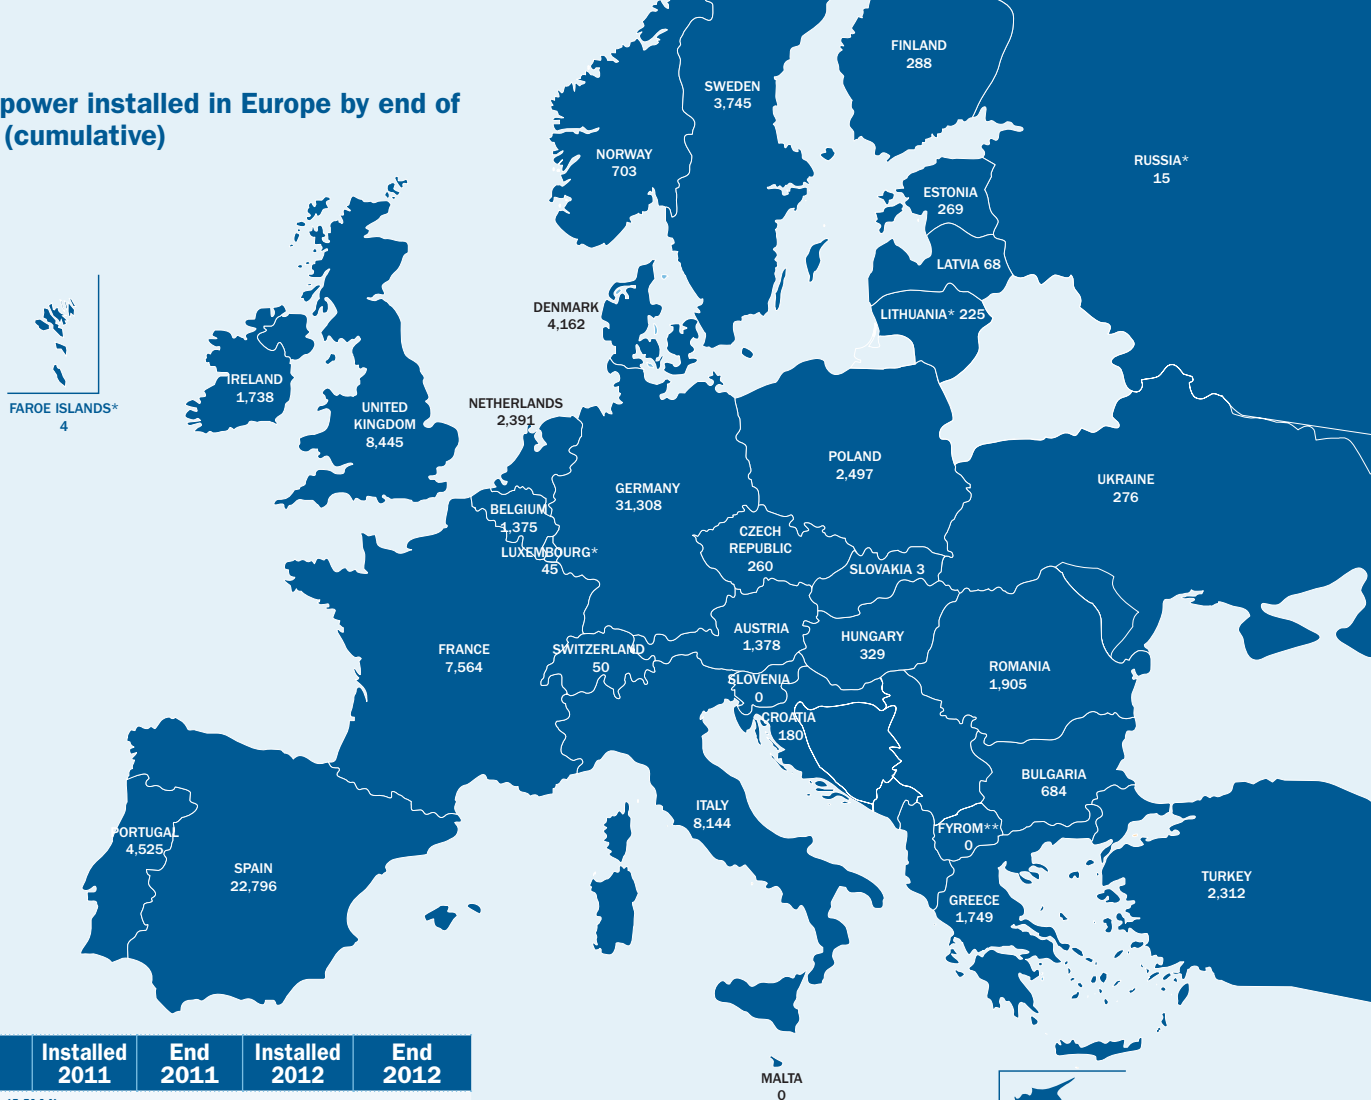 power installed in Europe by end of
(cumulative)
FINLAND
288
SWEDEN
3,745
NORWAY
703
RUSSIA*
15
ESTONIA
269
LATVIA 68
LITHUANIA* 225
DENMARK
4,162
FAROE ISLANDS*
4
IRELAND
1,738
UNITED
KINGDOM
8,445
NETHERLANDS
2,391
POLAND
2,497
UKRAINE
276
GERMANY
31,308
BELGIUM
1,375
LUXEMBOURG*
45
CZECH
REPUBLIC
260
SLOVAKIA 3
AUSTRIA
1,378
HUNGARY
329
FRANCE
7,564
SWITZERLAND
50
ROMANIA
1,905
SLOVENIA
0
CROATIA
180
BULGARIA
684
ITALY
8,144
FYROM**
0
PORTUGAL
4,525
SPAIN
22,796
TURKEY
2,312
GREECE
1,749
MALTA
0
Installed
2011
End
2011
Installed
2012
End
2012